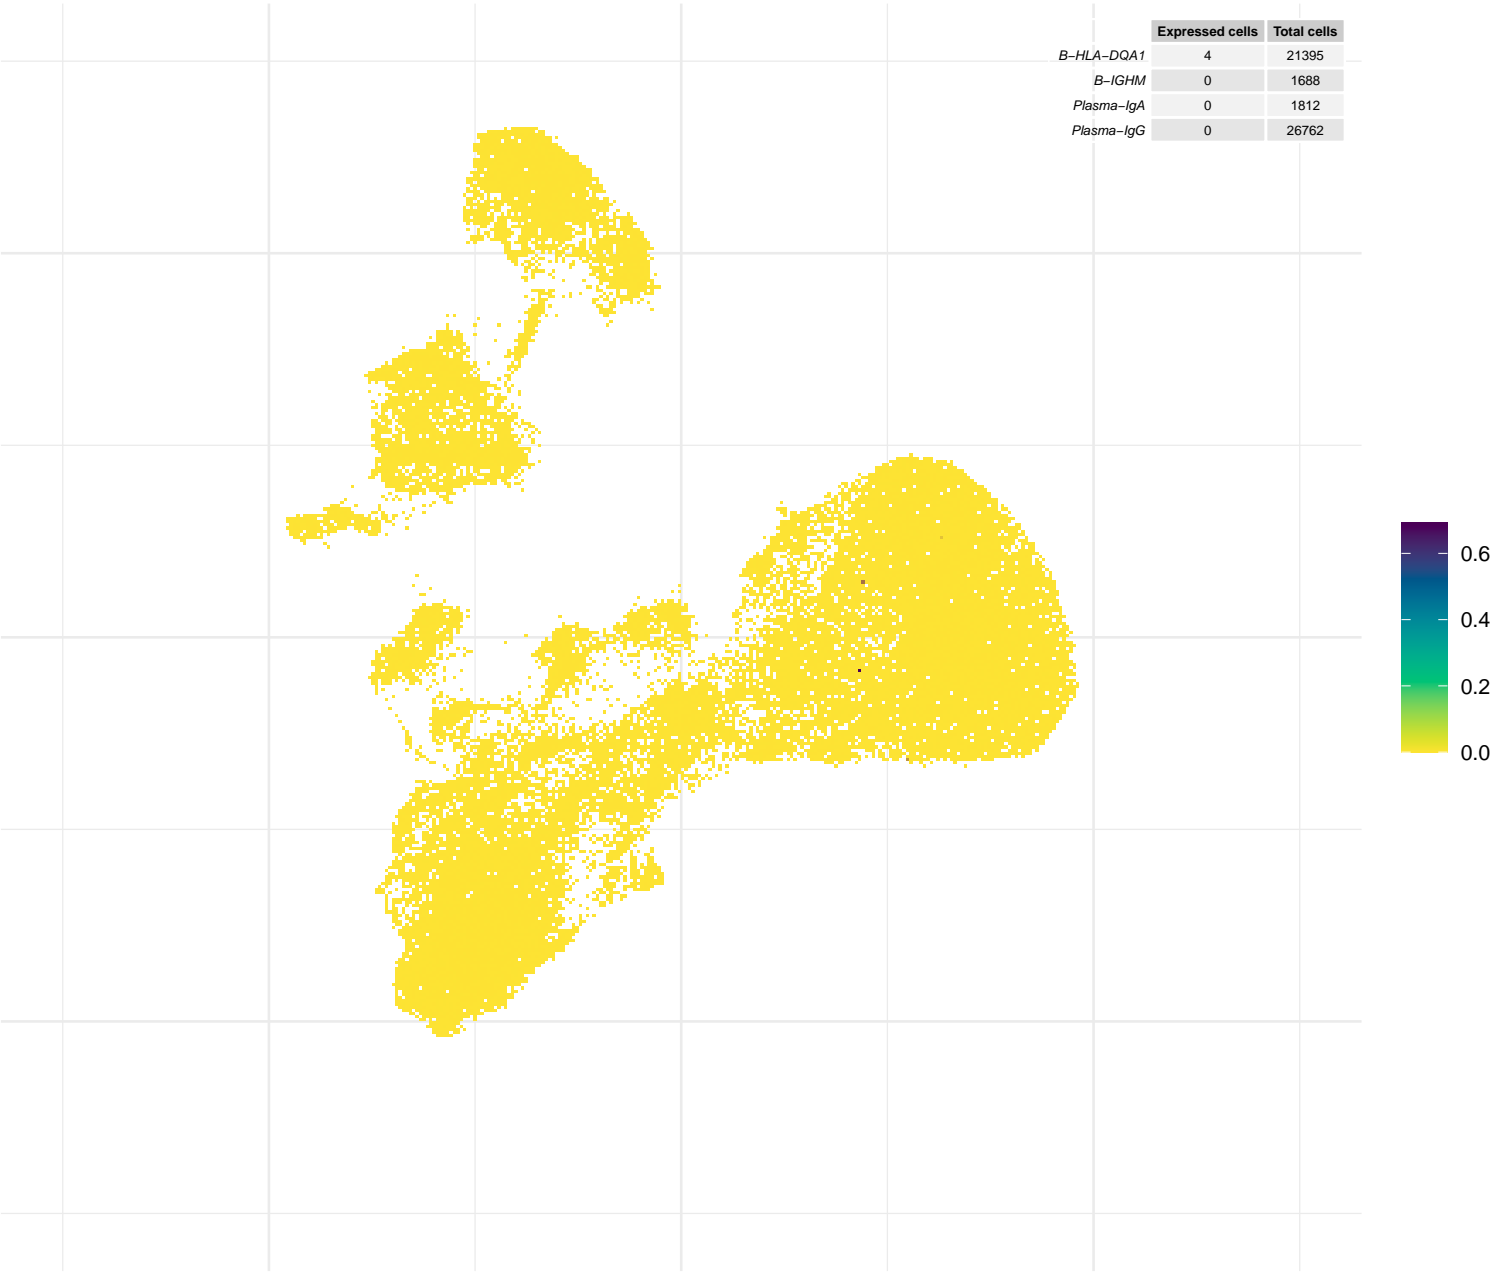 Expressed cells Total cells
B−HLA−DQA1 4 21395
B−IGHM 0 1688
Plasma−IgA 0 1812
Plasma−IgG 0 26762
0.6
0.4
0.2
0.0